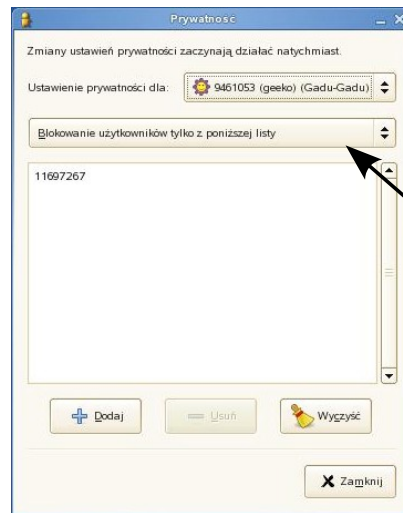 Prywatność
Zmiany ustawień prywatności zaczynają działać natychmiast.
Ustawienie prywatności dla: 9461053 (geeko) (Gadu-Gadu)
Blokowanie użytkowników tylko z poniższej listy
11697267
Dodaj Usuń Wyczyść
Zamknij